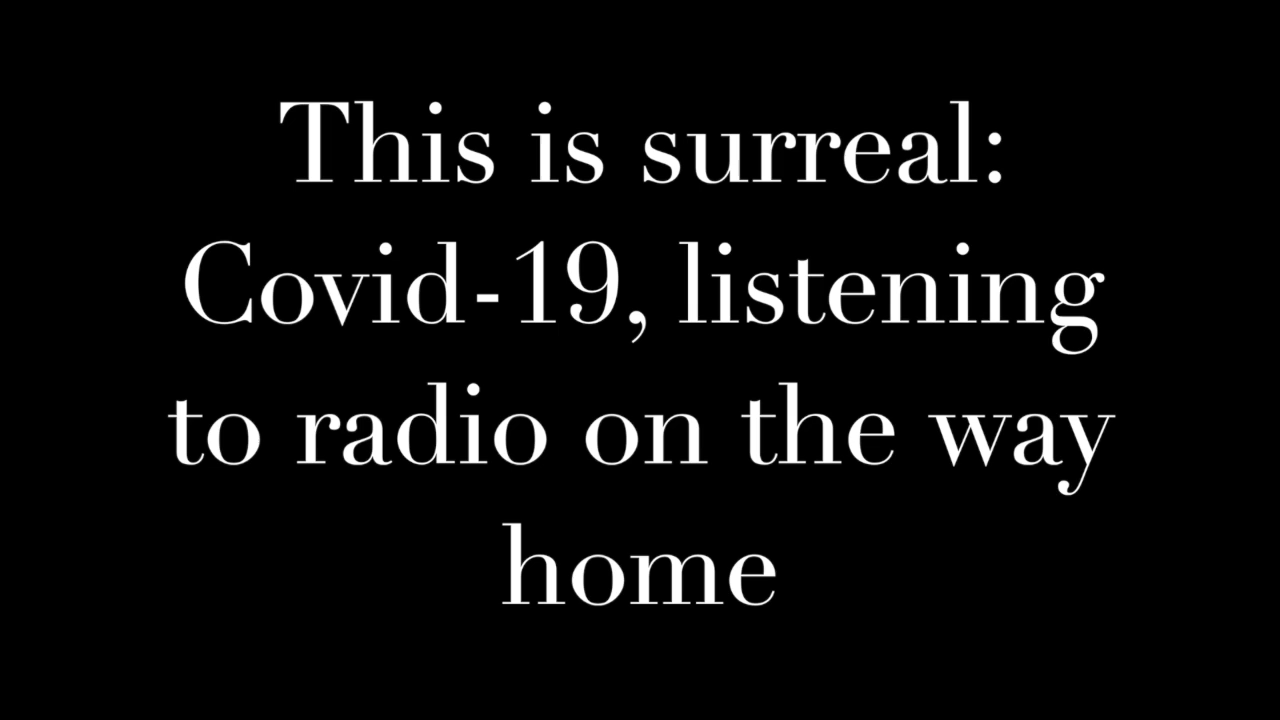 This is surreal:
Covid-19, listening
to radio on the way
home